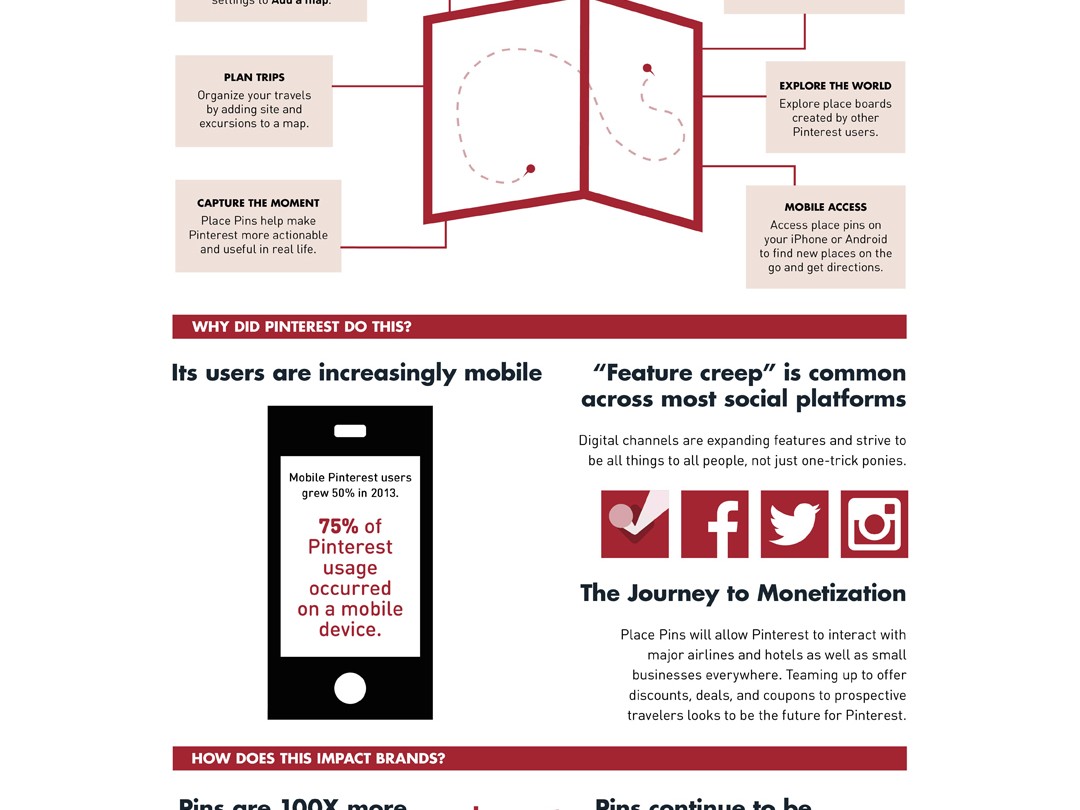 settings to Add a map.
PLAN TRIPS
Organize your travels
by adding site and
excursions to a map.
EXPLORE THE WORLD
Explore place boards
created by other
Pinterest users.
CAPTURE THE MOMENT
Place Pins help make
Pinterest more actionable
and useful in real life.
MOBILE ACCESS
Access place pins on
your iPhone or Android
to find new places on the
go and get directions.
WHY DID PINTEREST DO THIS?
Its users are increasingly mobile
Mobile Pinterest users
grew 50% in 2013.
75% of
Pinterest
usage
occurred
on a mobile
device.
“Feature creep” is common
across most social platforms
Digital channels are expanding features and strive to
be all things to all people, not just one-trick ponies.
The Journey to Monetization
Place Pins will allow Pinterest to interact with
major airlines and hotels as well as small
businesses everywhere. Teaming up to offer
discounts, deals, and coupons to prospective
travelers looks to be the future for Pinterest.
HOW DOES THIS IMPACT BRANDS?
Pins are 100X more
Pins continue to be